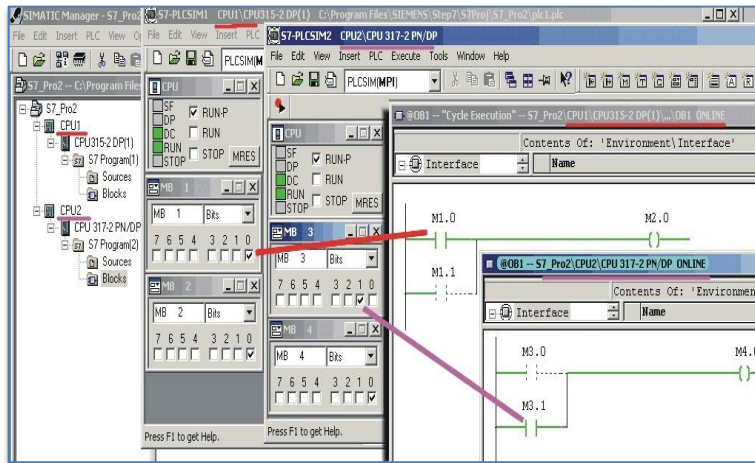 SIMATIC Manager - S7_Pro2
File Edit Insert PLC View
S7_Pro2 -- C:\Program File
S7_Pro2
CPU1
CPU315-2 DP(1)
S7 Program(1)
Sources
Blocks
CPU2
CPU 317-2 PN/DP
S7 Program(2)
Sources
Blocks
S7-PLCSIM1 CPU1\CPU315-2 DP(1) C:\Program Files\SIEMENS\Step7\S7Proj\S7_Pro2\plc1.plc
File Edit View Insert PLC
PLCSIM(M
CPU
SF
DP
DC
RUN
STOP
RUN-P
RUN
STOP MRES
MB 1
MB 1 Bits
7 6 5 4 3 2 1 0
MB 2
MB 2 Bits
7 6 5 4 3 2 1 0
Press F1 to get Help.
S7-PLCSIM2 CPU2\CPU 317-2 PN/DP
File Edit View Insert PLC Execute Tools Window Help
PLCSIM(MPI)
CPU
SF
DP
DC
RUN
STOP
RUN-P
RUN
STOP MRES
MB 3
MB 3 Bits
7 6 5 4 3 2 1 0
MB 4
MB 4 Bits
7 6 5 4 3 2 1 0
Press F1 to get Help.
@OB1 -- "Cycle Execution" -- S7_Pro2\CPU1\CPU315-2 DP(1)\...\OB1 ONLINE
Contents Of: 'Environment\Interface'
Interface
Name
M1.0 M2.0
M1.1
@OB1 -- S7_Pro2\CPU2\CPU 317-2 PN/DP ONLINE
Contents Of: 'Environmen
Interface
Name
M3.0 M4.
M3.1